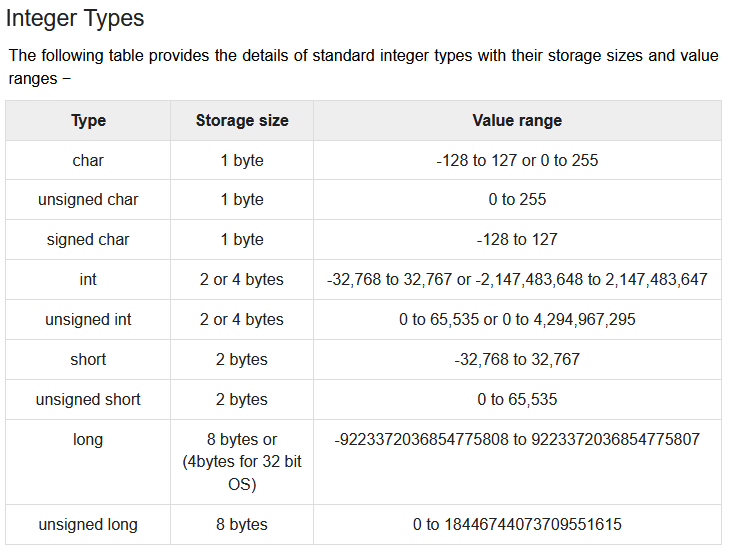 Integer Types
The following table provides the details of standard integer types with their storage sizes and value
ranges −
Type Storage size Value range
char 1 byte -128 to 127 or 0 to 255
unsigned char 1 byte 0 to 255
signed char 1 byte -128 to 127
int 2 or 4 bytes -32,768 to 32,767 or -2,147,483,648 to 2,147,483,647
unsigned int 2 or 4 bytes 0 to 65,535 or 0 to 4,294,967,295
short 2 bytes -32,768 to 32,767
unsigned short 2 bytes 0 to 65,535
long 8 bytes or -9223372036854775808 to 9223372036854775807
(4bytes for 32 bit
OS)
unsigned long 8 bytes 0 to 18446744073709551615